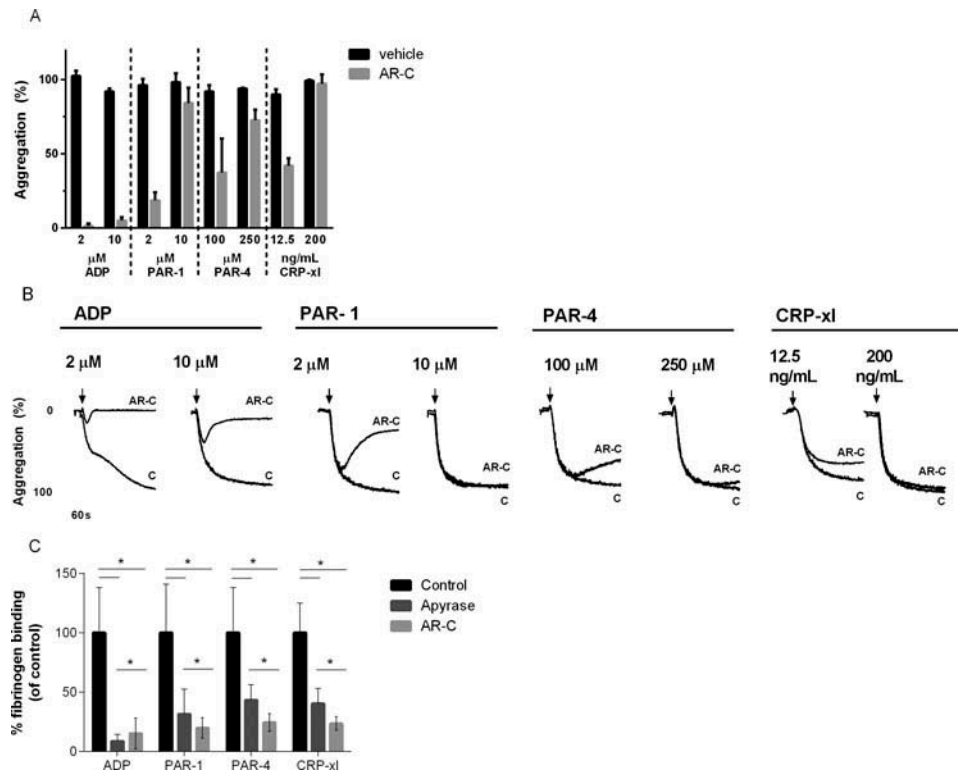 A
vehicle
AR-C
Aggregation (%)
100
50
0
2 10 2 10 100 250 12.5 200
μM μM μM ng/mL
ADP PAR-1 PAR-4 CRP-xl
B
ADP PAR- 1 PAR-4 CRP-xl
2 μM 10 μM 2 μM 10 μM 100 μM 250 μM 12.5 ng/mL 200 ng/mL
Aggregation (%)
0
100
60s
AR-C
C
AR-C
C
AR-C
C
AR-C
C
AR-C
C
AR-C
C
AR-C
C
AR-C
C
C
% fibrinogen binding
(of control)
150
100
50
0
* * * *
* * * *
Control
Apyrase
AR-C
ADP PAR-1 PAR-4 CRP-xl